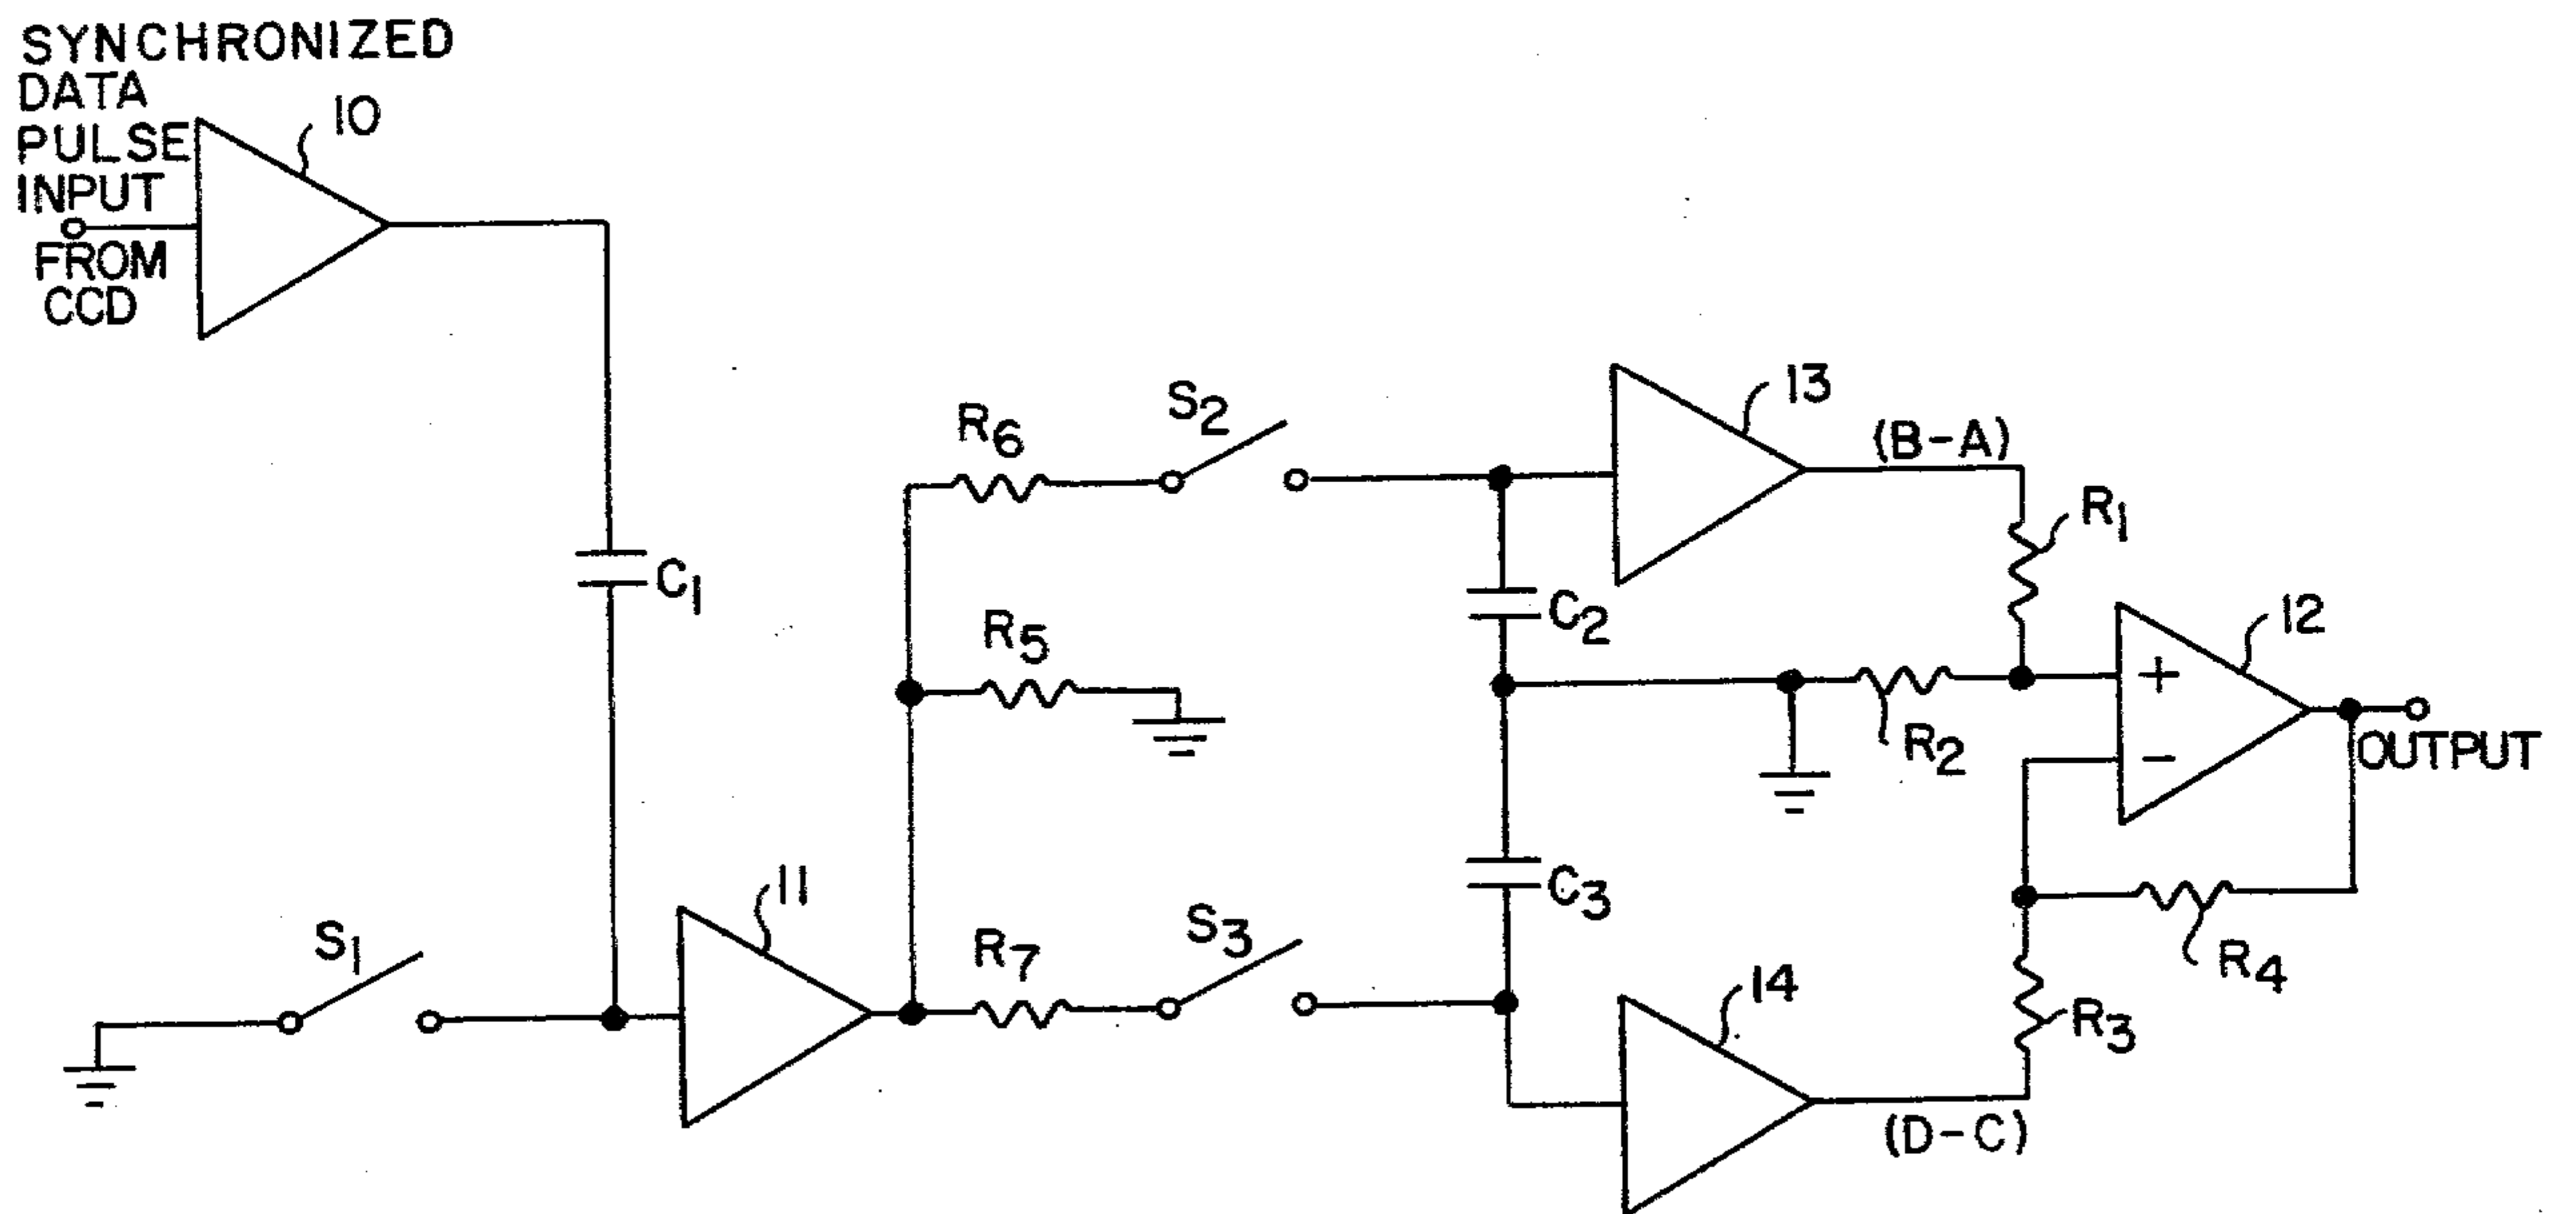 SYNCHRONIZED
DATA
PULSE
INPUT
FROM
CCD
10
C1
S1
11
R6
S2
R5
R7
S3
13
(B-A)
R1
C2
12
+
R2
−
OUTPUT
C3
R4
14
R3
(D-C)